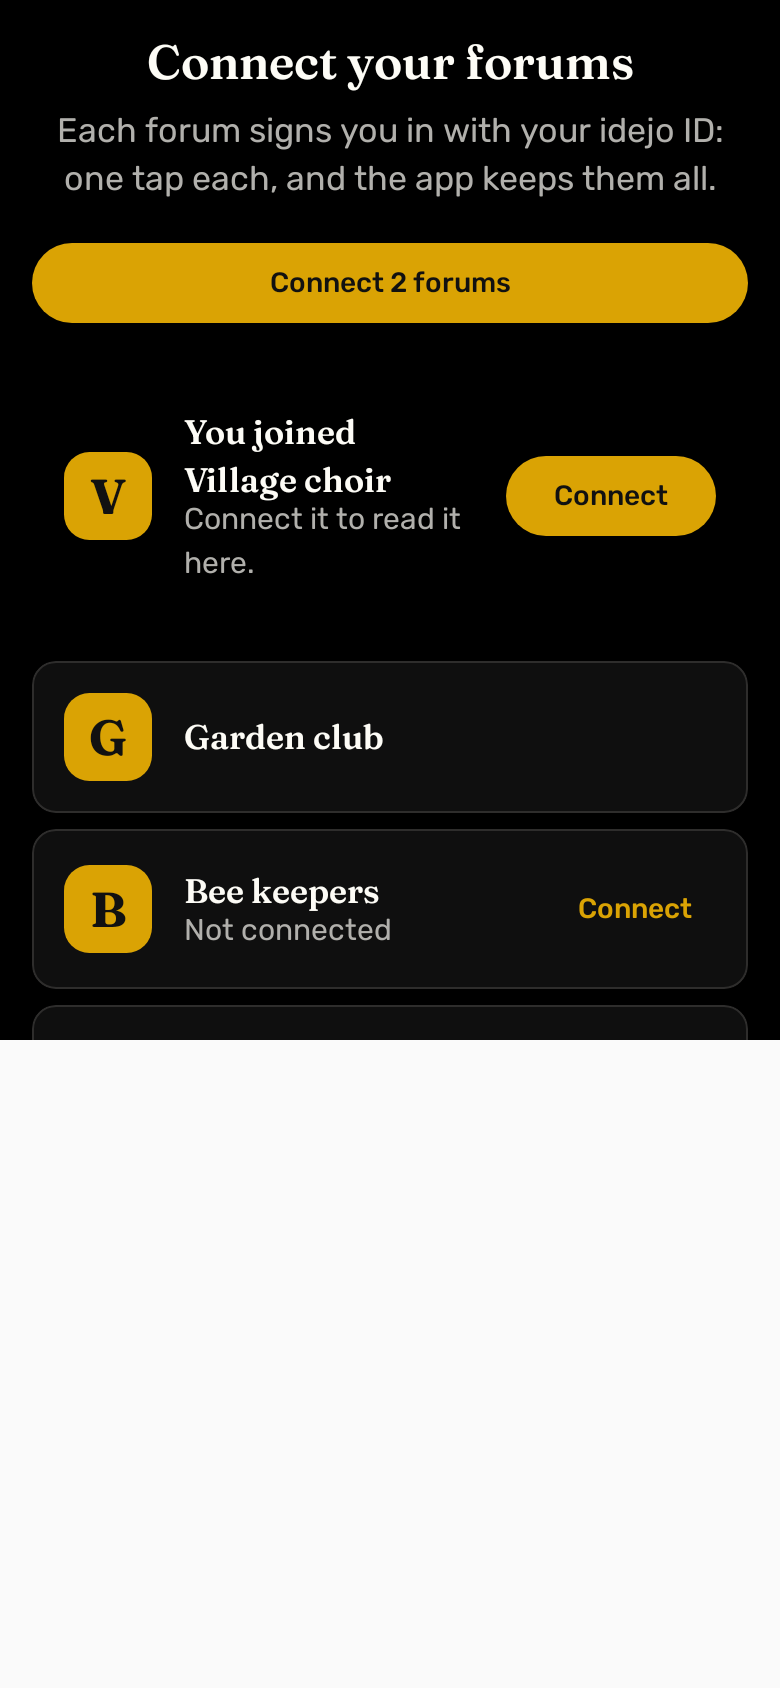 Connect your forums
Each forum signs you in with your idejo ID:
one tap each, and the app keeps them all.
Connect 2 forums
V
You joined
Village choir
Connect it to read it
here.
Connect
G
Garden club
B
Bee keepers
Not connected
Connect